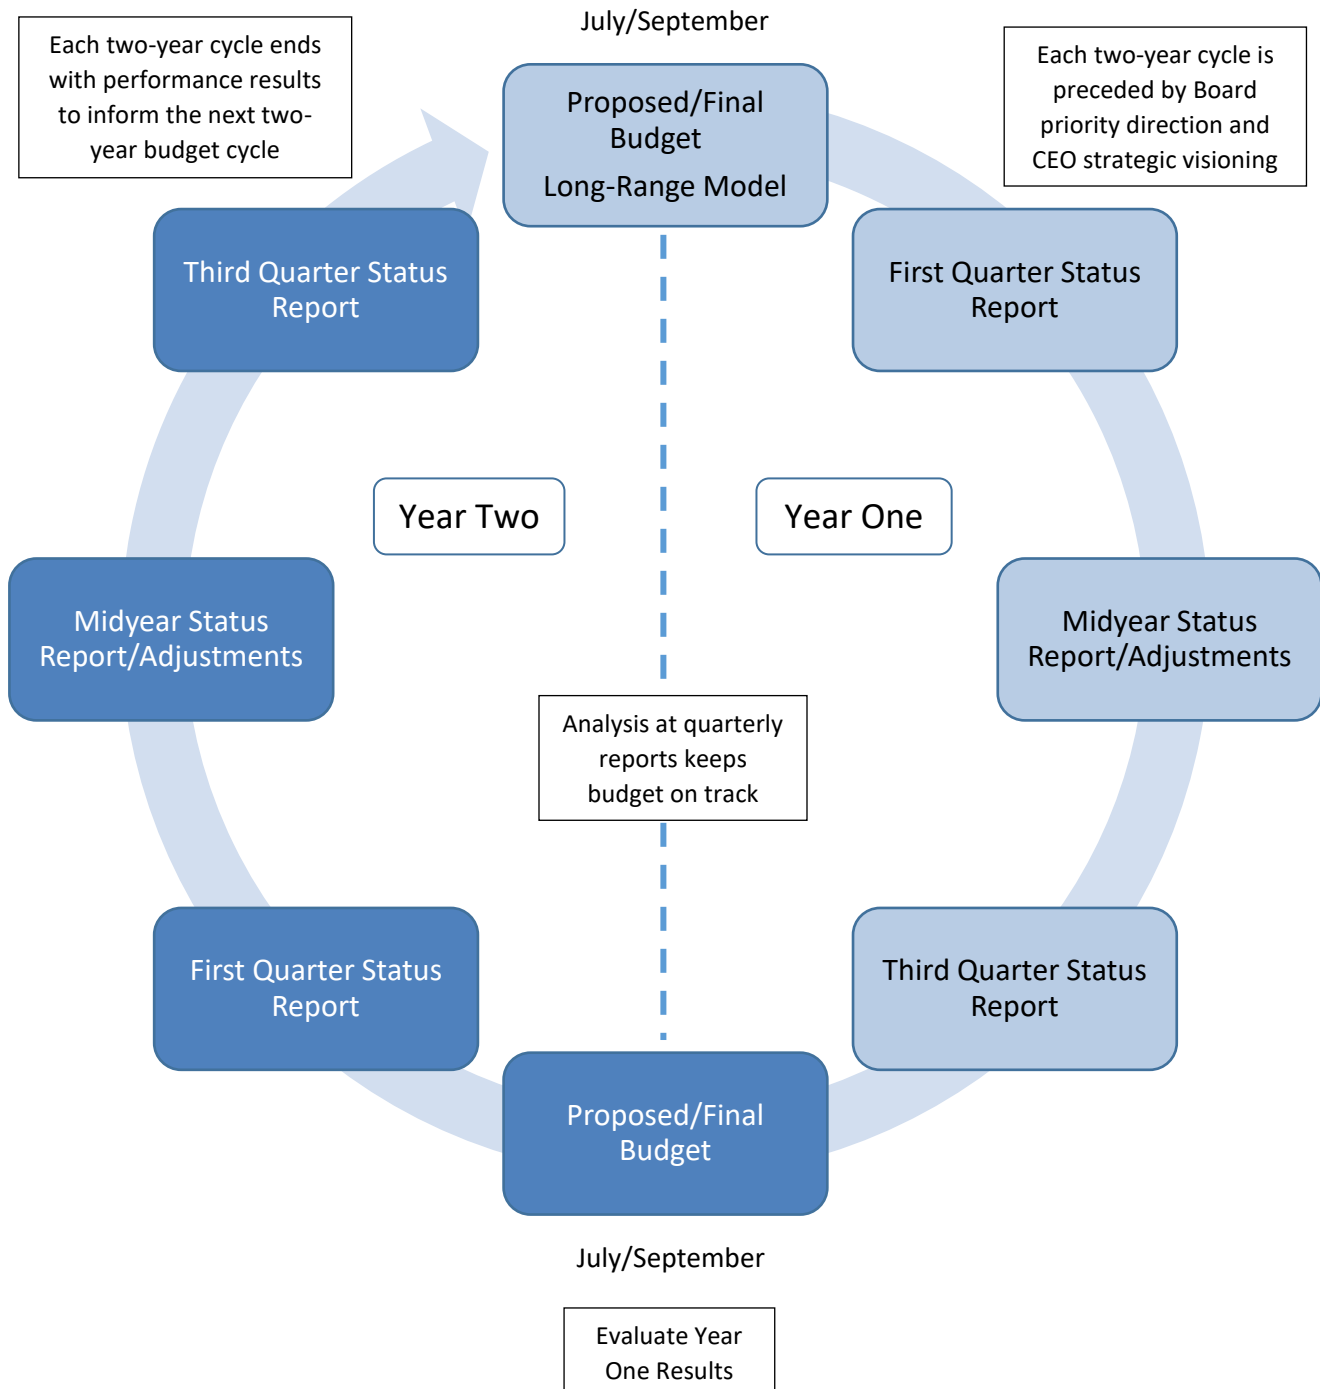 July/September
Each two-year cycle ends
with performance results
to inform the next two-
year budget cycle
Proposed/Final
Budget
Long-Range Model
Each two-year cycle is
preceded by Board
priority direction and
CEO strategic visioning
Third Quarter Status
Report
First Quarter Status
Report
Year Two
Year One
Midyear Status
Report/Adjustments
Midyear Status
Report/Adjustments
Analysis at quarterly
reports keeps
budget on track
First Quarter Status
Report
Third Quarter Status
Report
Proposed/Final
Budget
July/September
Evaluate Year
One Results